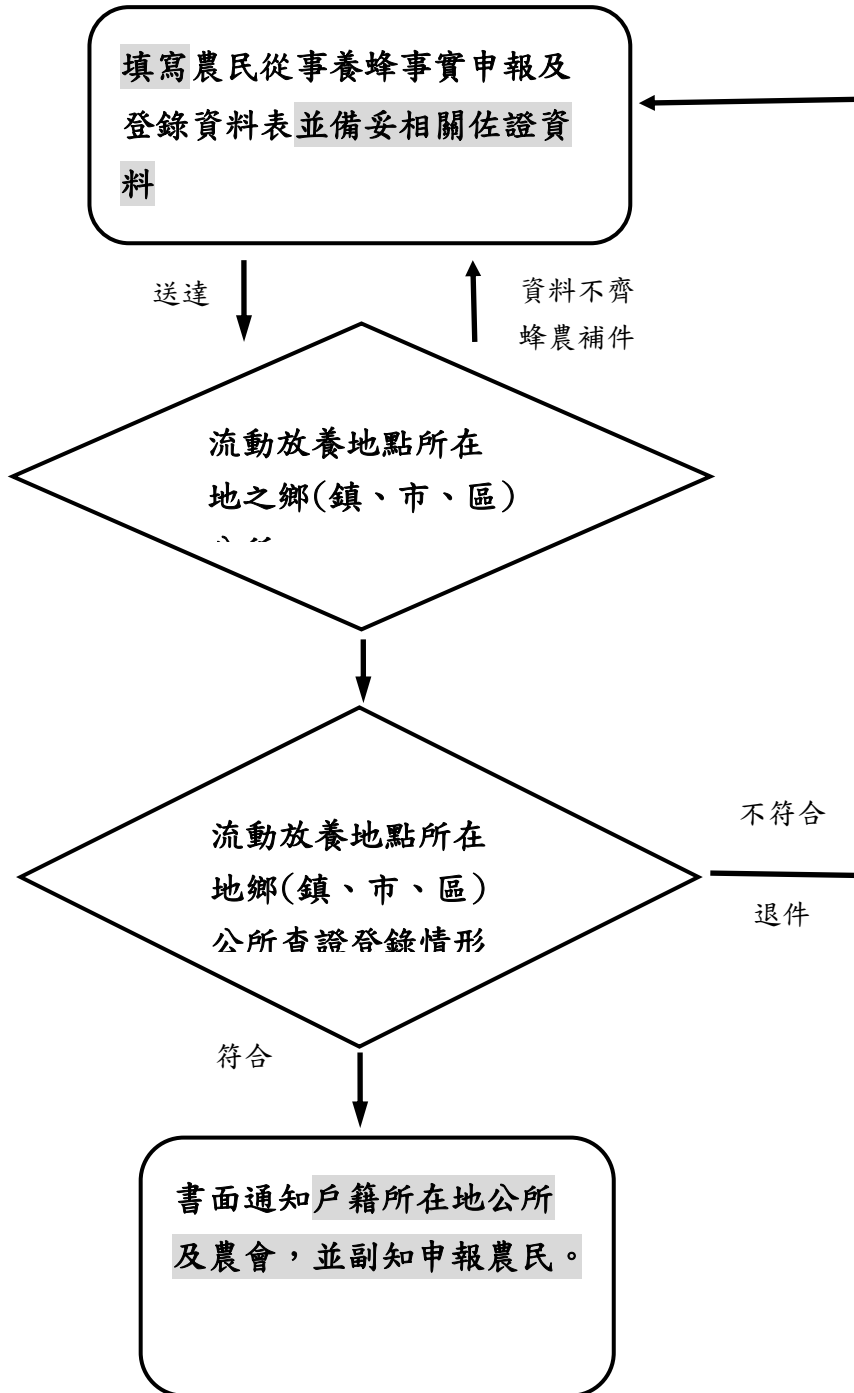 填寫農民從事養蜂事實申報及
登錄資料表並備妥相關佐證資
料
送達
資料不齊
蜂農補件
流動放養地點所在
地之鄉(鎮、市、區)
流動放養地點所在
地鄉(鎮、市、區)
公所查證登錄情形
不符合
退件
符合
書面通知戶籍所在地公所
及農會，並副知申報農民。